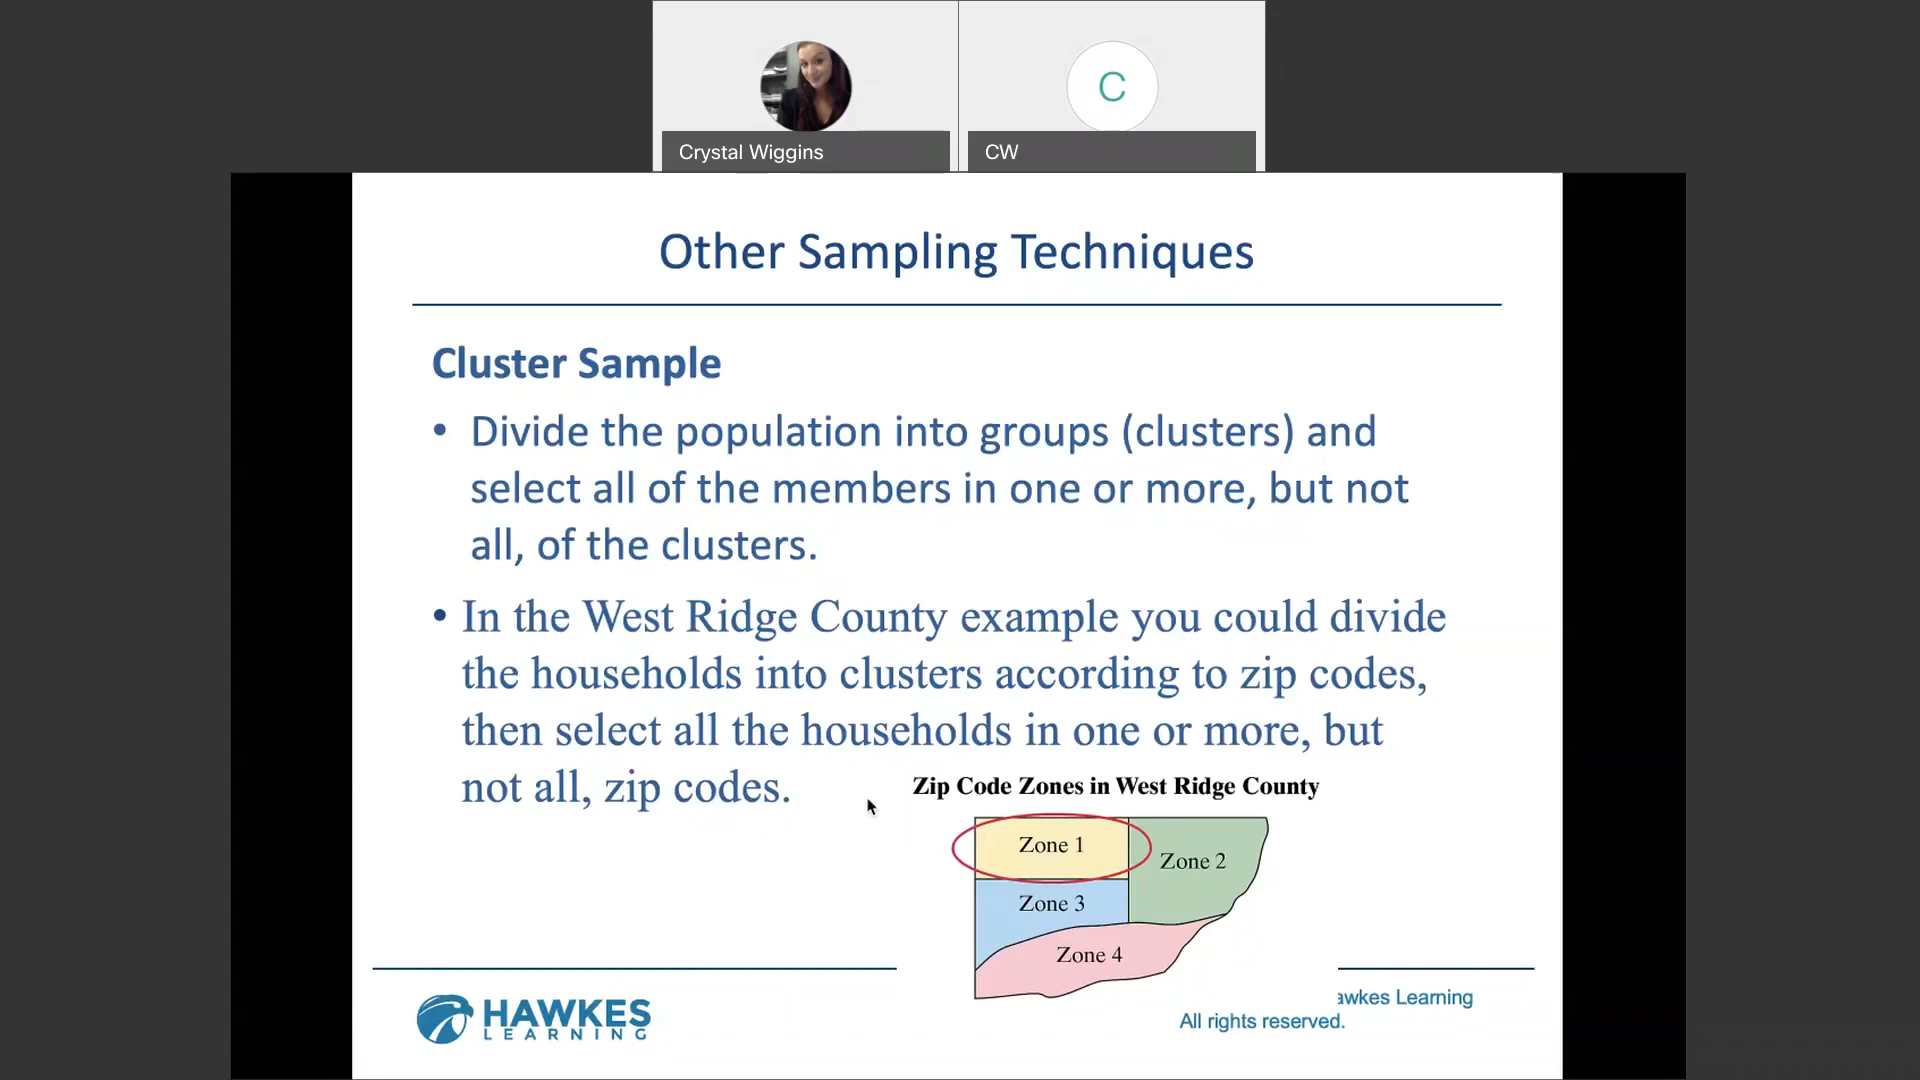 C
Crystal Wiggins
CW
Other Sampling Techniques
Cluster Sample
• Divide the population into groups (clusters) and
select all of the members in one or more, but not
all, of the clusters.
• In the West Ridge County example you could divide
the households into clusters according to zip codes,
then select all the households in one or more, but
not all, zip codes.
Zip Code Zones in West Ridge County
Zone 1
Zone 2
Zone 3
Zone 4
HAWKES
LEARNING
awkes Learning
All rights reserved.